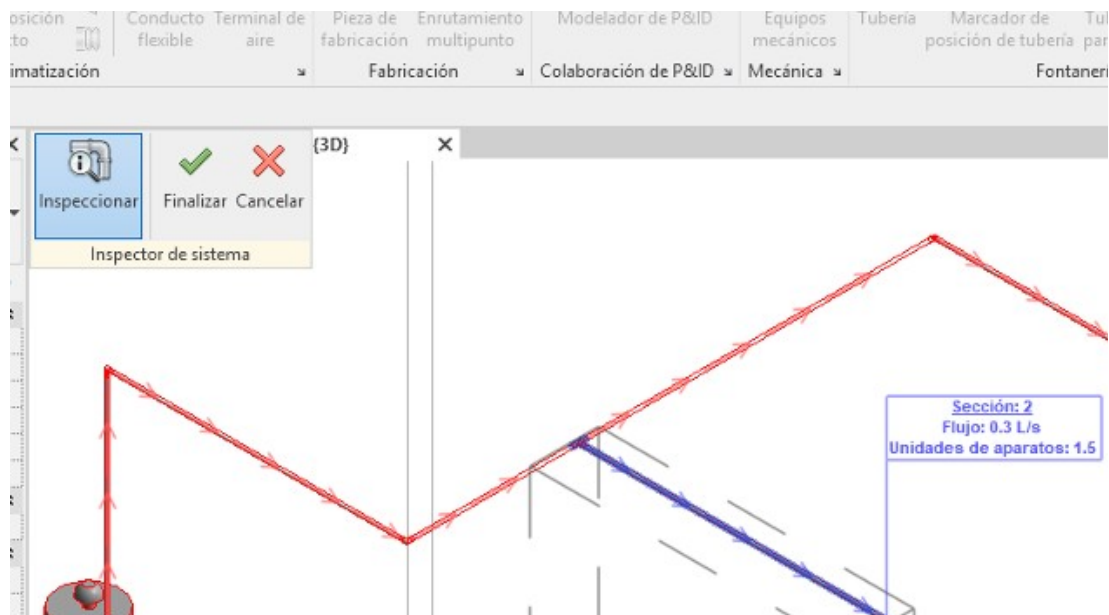 Conducto Terminal de Pieza de Enrutamiento Modelador de P&ID Equipos Tubería Marcador de
flexible aire fabricación multipunto mecánicos posición de tubería
Fabricación Colaboración de P&ID Mecánica
{3D}
Inspeccionar Finalizar Cancelar
Inspector de sistema
Sección: 2
Flujo: 0.3 L/s
Unidades de aparatos: 1.5